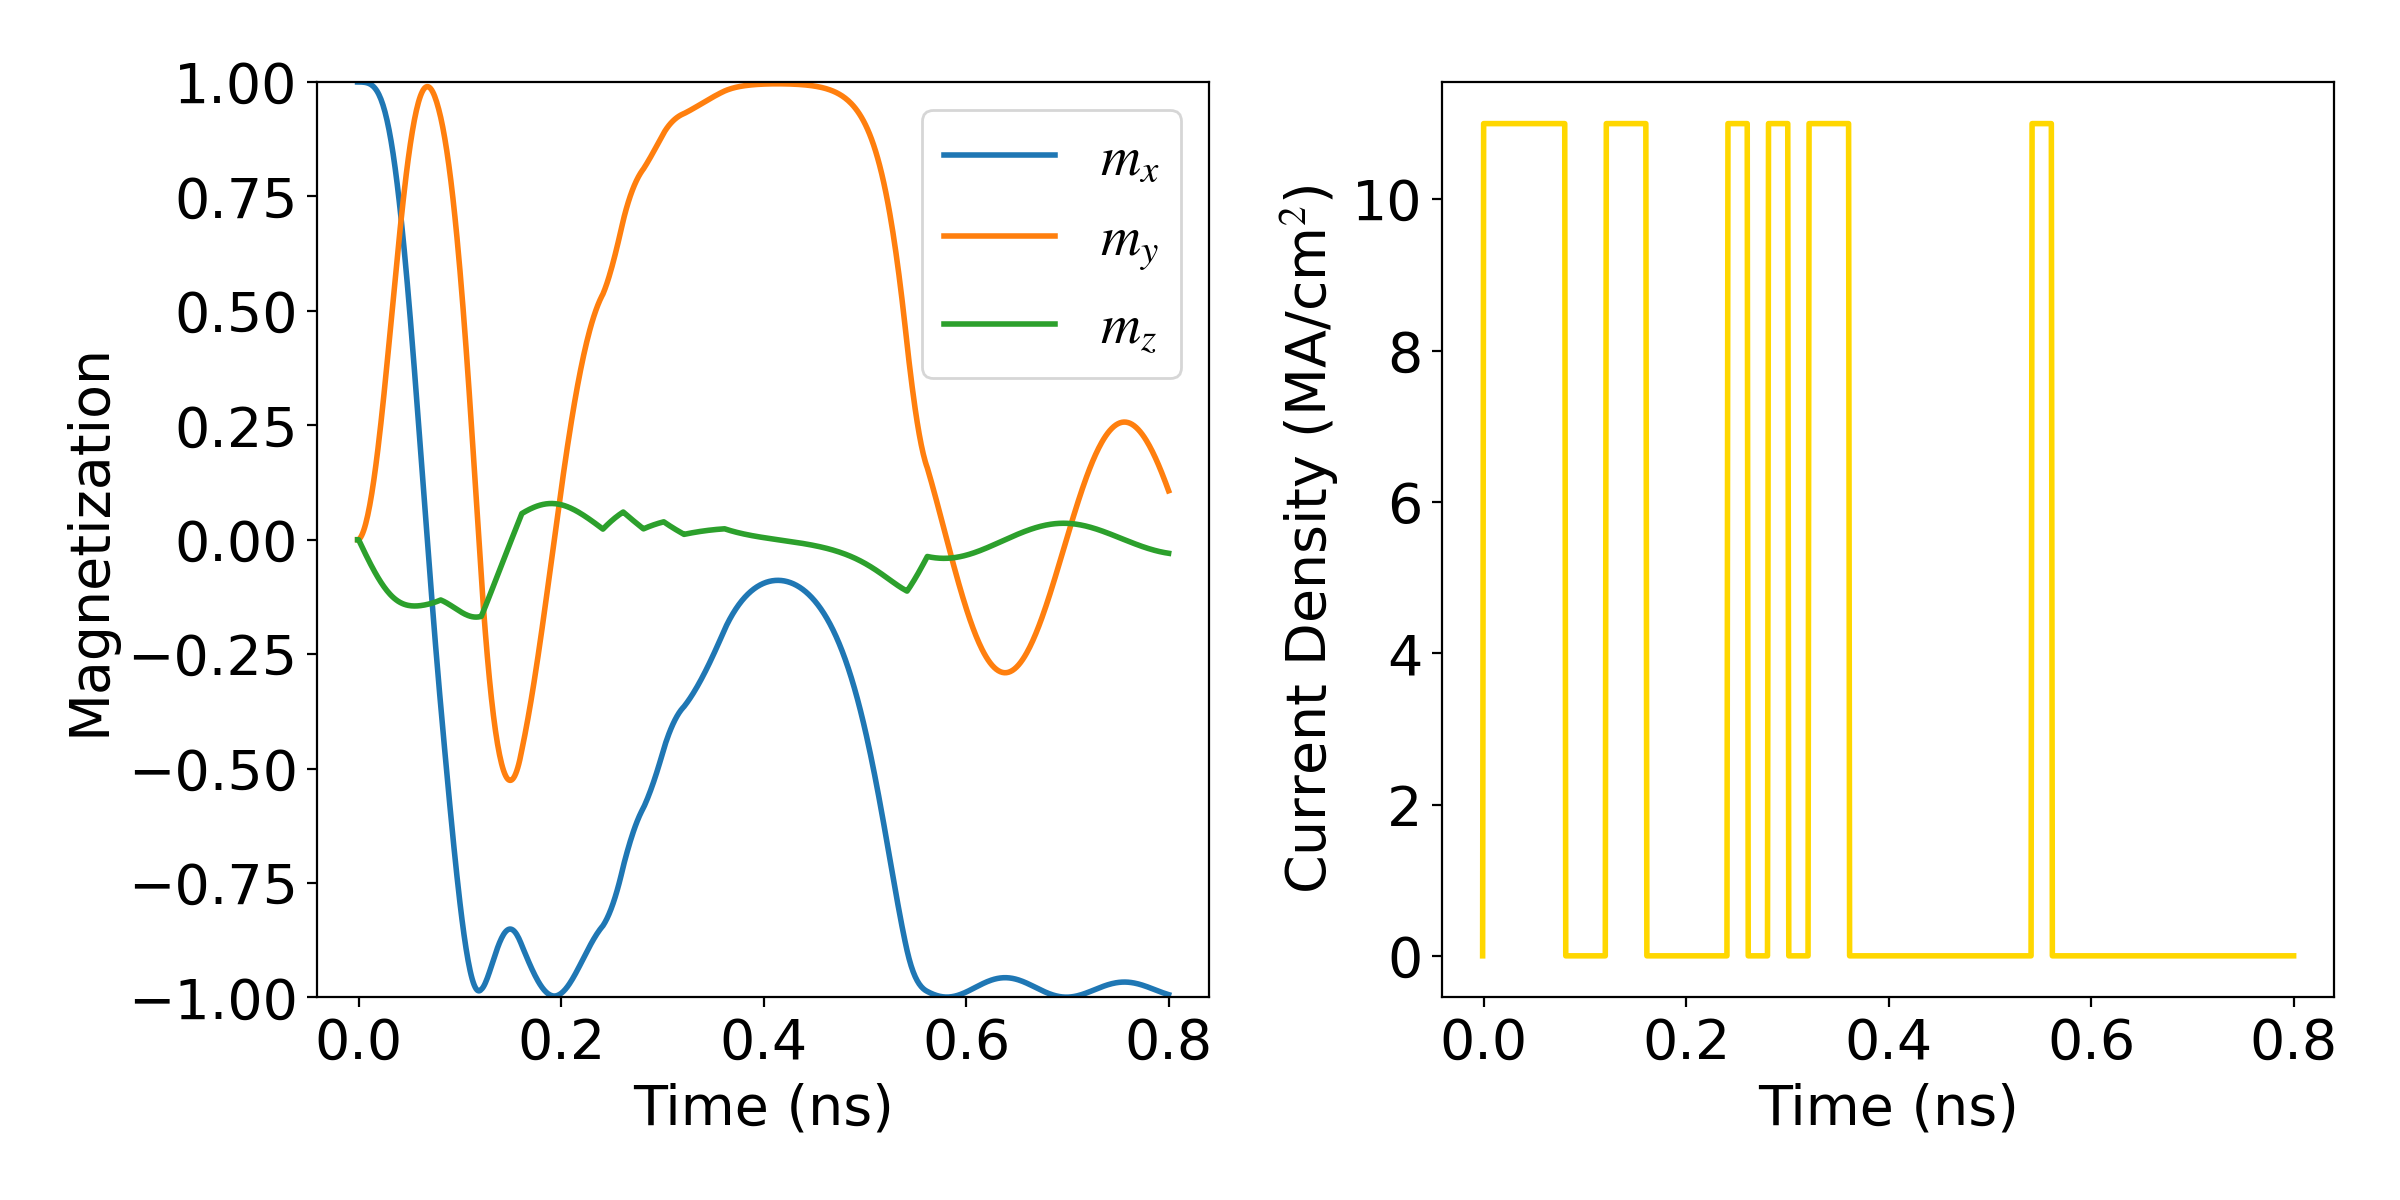 1.00
0.75
0.50
0.25
0.00
−0.25
−0.50
−0.75
−1.00
Magnetization
0.0 0.2 0.4 0.6 0.8
Time (ns)
m_x
m_y
m_z
10
8
6
4
2
0
Current Density (MA/cm²)
0.0 0.2 0.4 0.6 0.8
Time (ns)